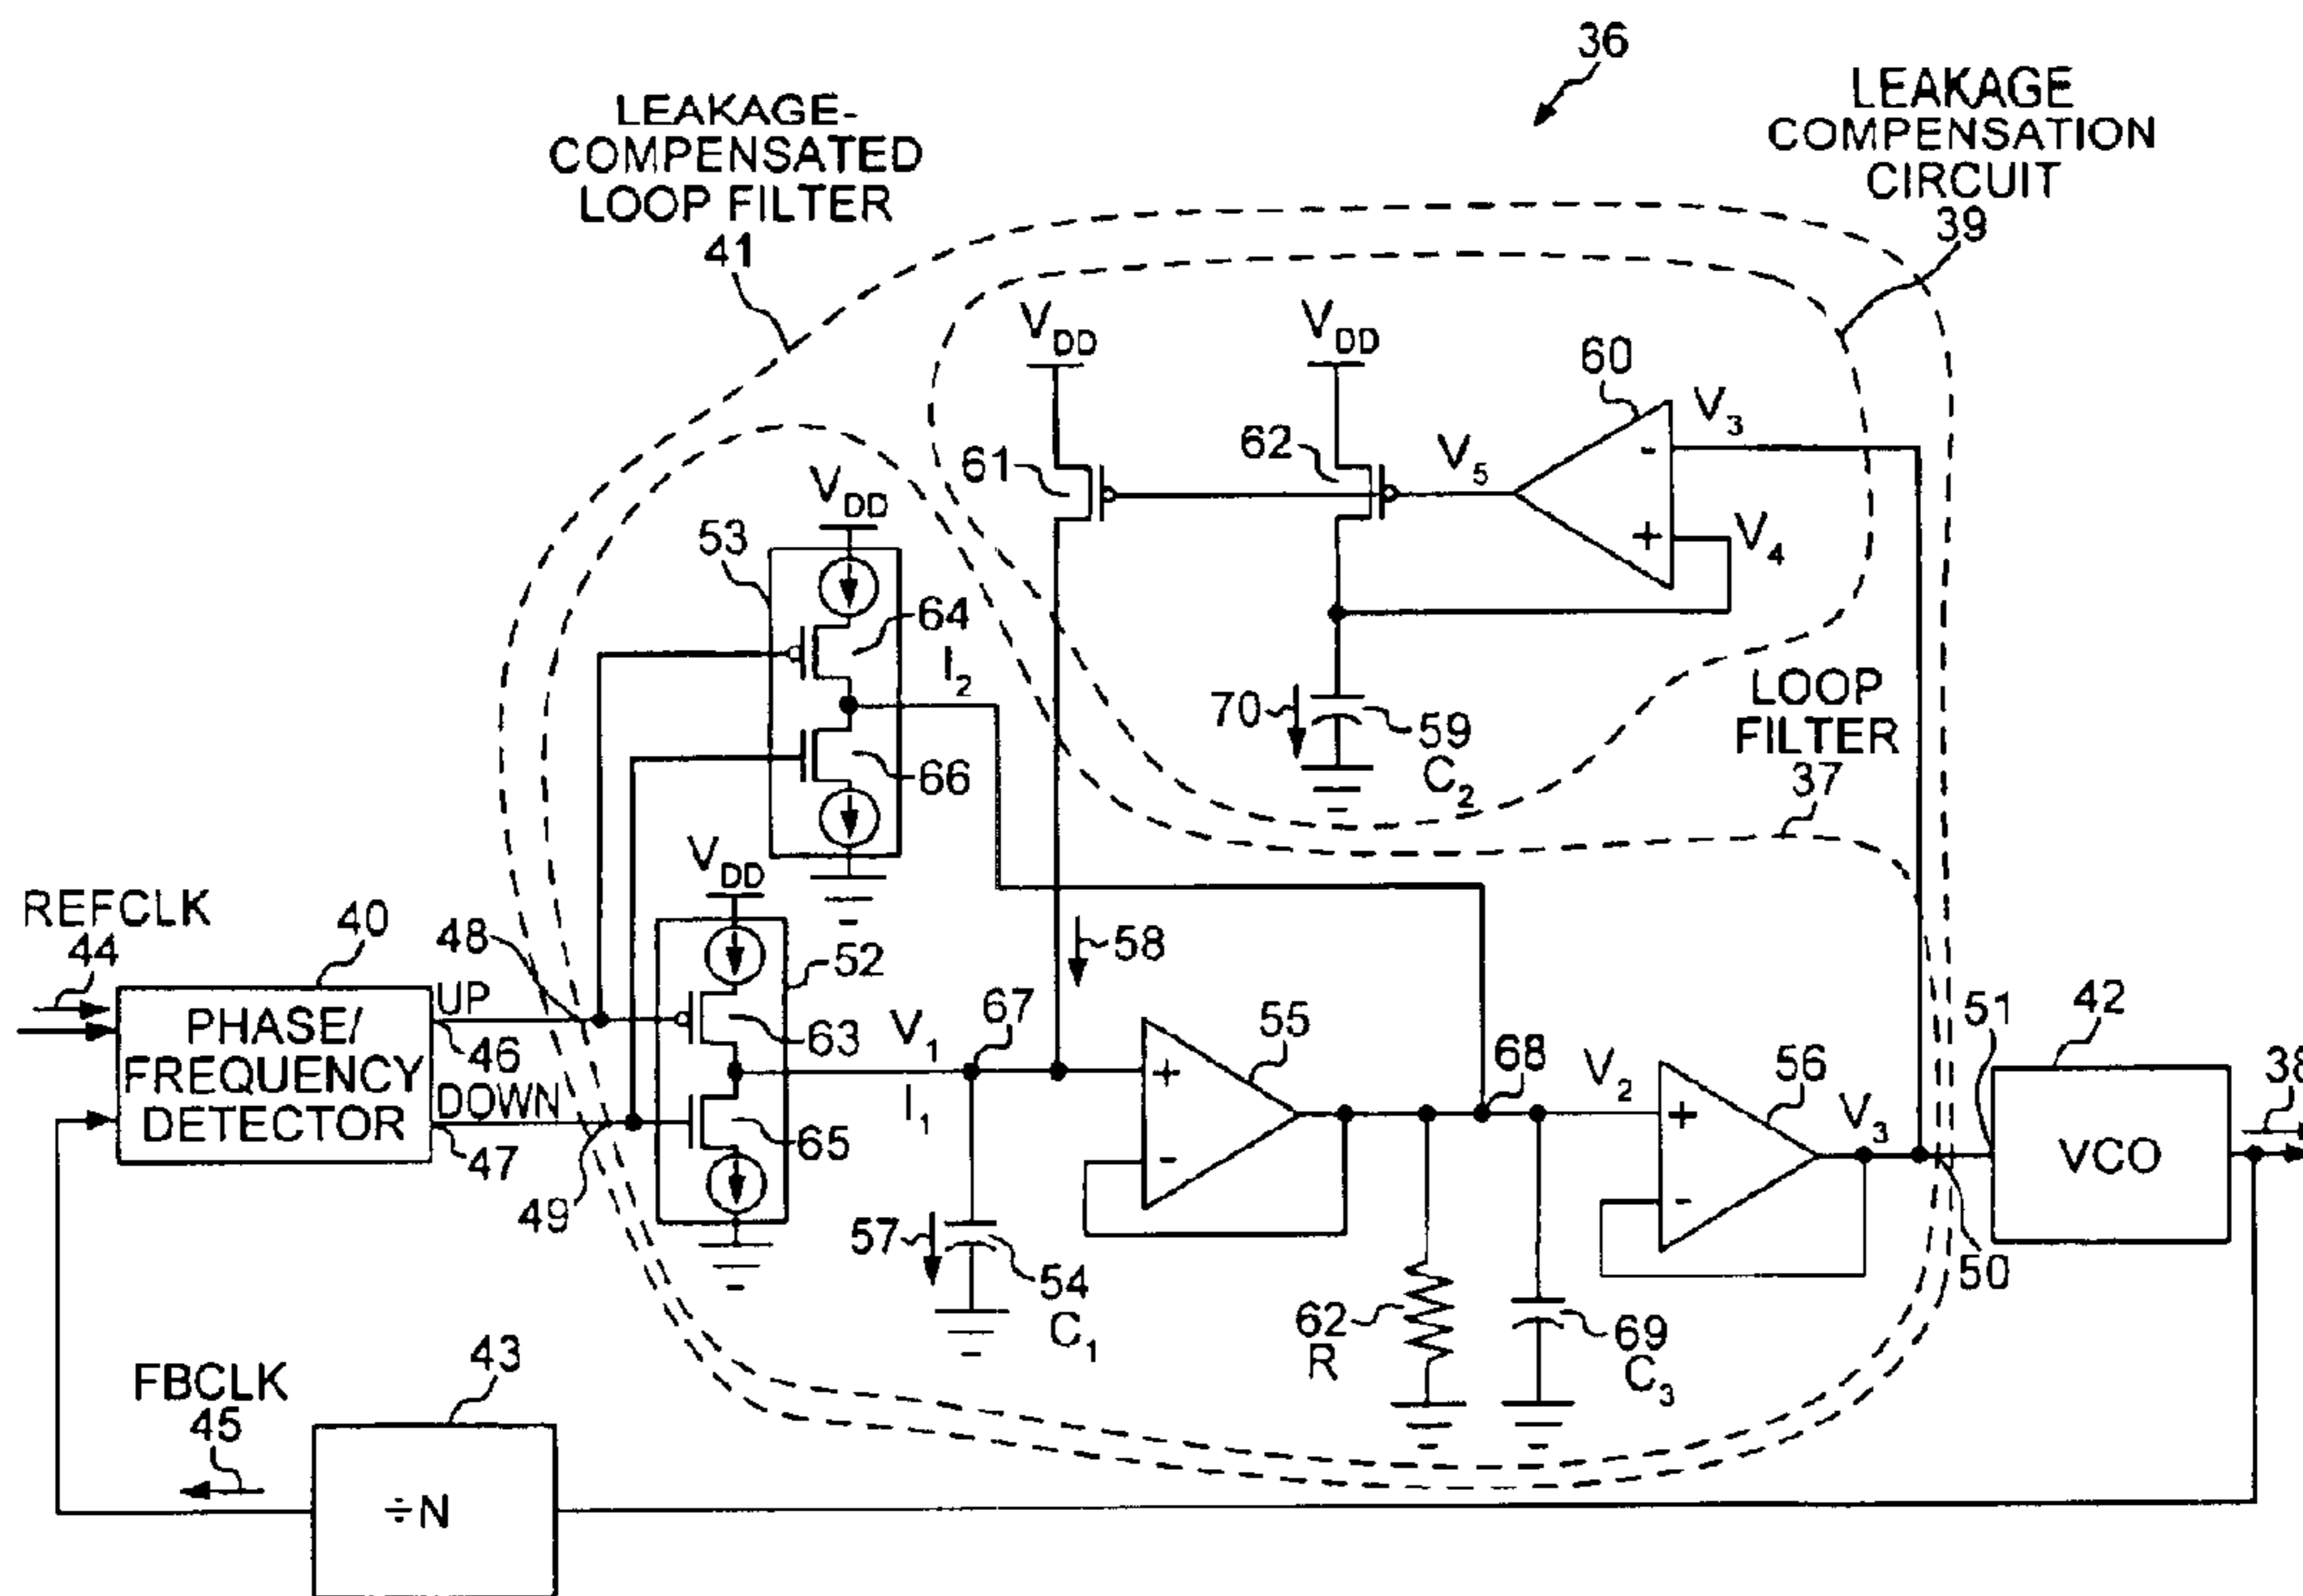 36
LEAKAGE-
COMPENSATED
LOOP FILTER
41
LEAKAGE
COMPENSATION
CIRCUIT
39
VDD
VDD
60
V3
61
62
V5
-
+
V4
VDD
53
64
I2
66
70
59
C2
LOOP
FILTER
37
VDD
REFCLK
44
40
48
52
58
UP
46
PHASE/
FREQUENCY
DETECTOR
63
V1
67
55
DOWN
47
65
I1
49
+
-
68
V2
56
V3
51
42
38
VCO
+
-
50
57
54
C1
62
R
69
C3
FBCLK
45
43
÷N